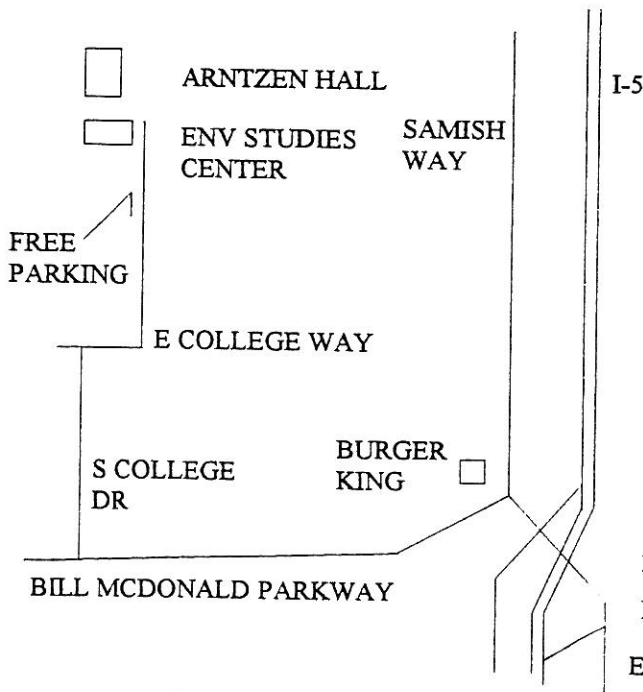 ARNTZEN HALL
I-5
ENV STUDIES
CENTER
SAMISH
WAY
FREE
PARKING
E COLLEGE WAY
BURGER
KING
S COLLEGE
DR
BILL MCDONALD PARKWAY
E